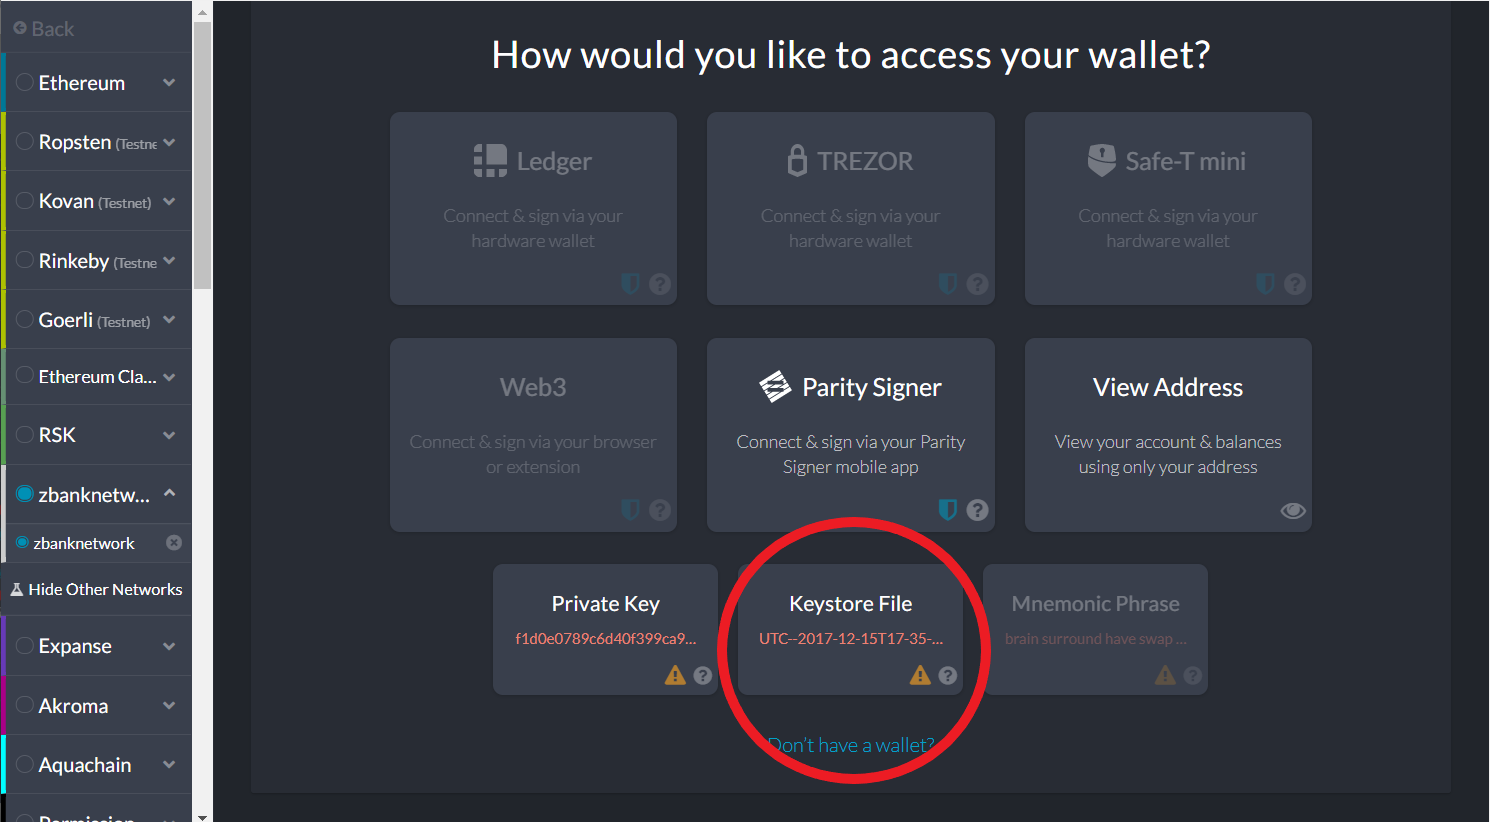 Back
Ethereum
Ropsten (Testne
Kovan (Testnet)
Rinkeby (Testne
Goerli (Testnet)
Ethereum Cla...
RSK
zbanknetw...
zbanknetwork
Hide Other Networks
Expanse
Akroma
Aquachain
How would you like to access your wallet?
Ledger
Connect & sign via your
hardware wallet
?
TREZOR
Connect & sign via your
hardware wallet
?
Safe-T mini
Connect & sign via your
hardware wallet
?
Web3
Connect & sign via your browser
or extension
?
Parity Signer
Connect & sign via your Parity
Signer mobile app
?
View Address
View your account & balances
using only your address
Private Key
f1d0e0789c6d40f399ca9...
?
Keystore File
UTC--2017-12-15T17-35-...
?
Mnemonic Phrase
brain surround have swap ...
?
Don't have a wallet?